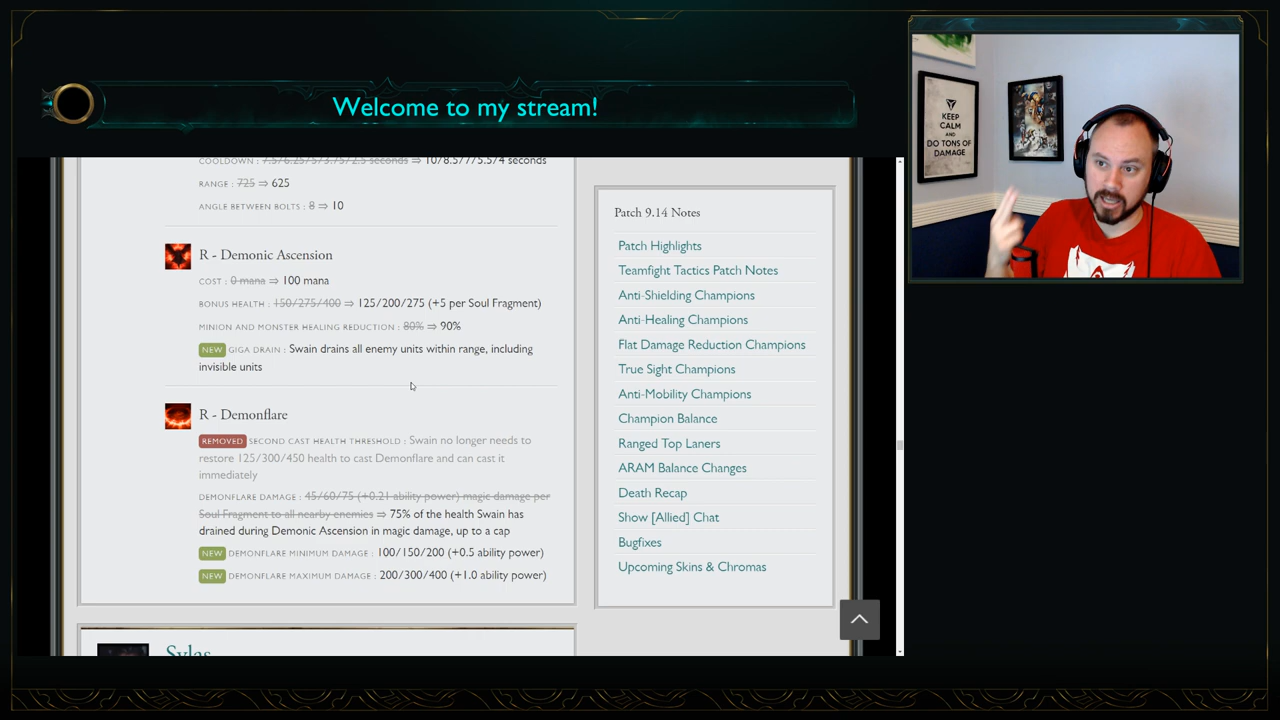 Welcome to my stream!
COOLDOWN : 7.5/6.25/5/3.75/2.5 seconds ⇒ 10/8.5/7/5.5/4 seconds
RANGE : 725 ⇒ 625
ANGLE BETWEEN BOLTS : 8 ⇒ 10
R - Demonic Ascension
COST : 0 mana ⇒ 100 mana
BONUS HEALTH : 150/275/400 ⇒ 125/200/275 (+5 per Soul Fragment)
MINION AND MONSTER HEALING REDUCTION : 80% ⇒ 90%
NEW GIGA DRAIN : Swain drains all enemy units within range, including
invisible units
R - Demonflare
REMOVED SECOND CAST HEALTH THRESHOLD : Swain no longer needs to
restore 125/300/450 health to cast Demonflare and can cast it
immediately
DEMONFLARE DAMAGE : 45/60/75 (+0.21 ability power) magic damage per
Soul Fragment to all nearby enemies ⇒ 75% of the health Swain has
drained during Demonic Ascension in magic damage, up to a cap
NEW DEMONFLARE MINIMUM DAMAGE : 100/150/200 (+0.5 ability power)
NEW DEMONFLARE MAXIMUM DAMAGE : 200/300/400 (+1.0 ability power)
Sylas
Patch 9.14 Notes
Patch Highlights
Teamfight Tactics Patch Notes
Anti-Shielding Champions
Anti-Healing Champions
Flat Damage Reduction Champions
True Sight Champions
Anti-Mobility Champions
Champion Balance
Ranged Top Laners
ARAM Balance Changes
Death Recap
Show [Allied] Chat
Bugfixes
Upcoming Skins & Chromas
KEEP
CALM
AND
DO TONS OF
DAMAGE